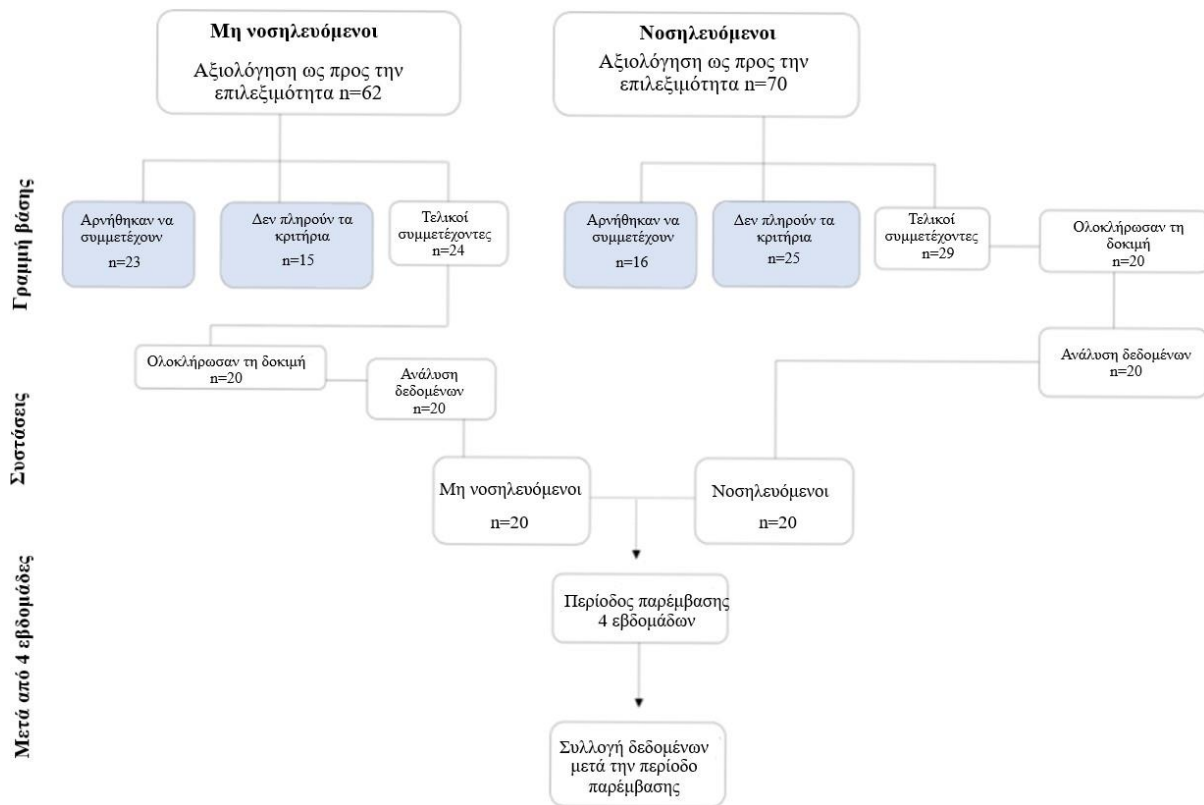 Μη νοσηλευόμενοι
Αξιολόγηση ως προς την
επιλεξιμότητα n=62
Νοσηλευόμενοι
Αξιολόγηση ως προς την
επιλεξιμότητα n=70
Γραμμή βάσης
Αρνήθηκαν να
συμμετέχουν
n=23
Δεν πληρούν τα
κριτήρια
n=15
Τελικοί
συμμετέχοντες
n=24
Αρνήθηκαν να
συμμετέχουν
n=16
Δεν πληρούν τα
κριτήρια
n=25
Τελικοί
συμμετέχοντες
n=29
Ολοκλήρωσαν τη
δοκιμή
n=20
Συστάσεις
Ολοκλήρωσαν τη δοκιμή
n=20
Ανάλυση
δεδομένων
n=20
Ανάλυση δεδομένων
n=20
Μη νοσηλευόμενοι
n=20
Νοσηλευόμενοι
n=20
Μετά από 4 εβδομάδες
Περίοδος παρέμβασης
4 εβδομάδων
Συλλογή δεδομένων
μετά την περίοδο
παρέμβασης